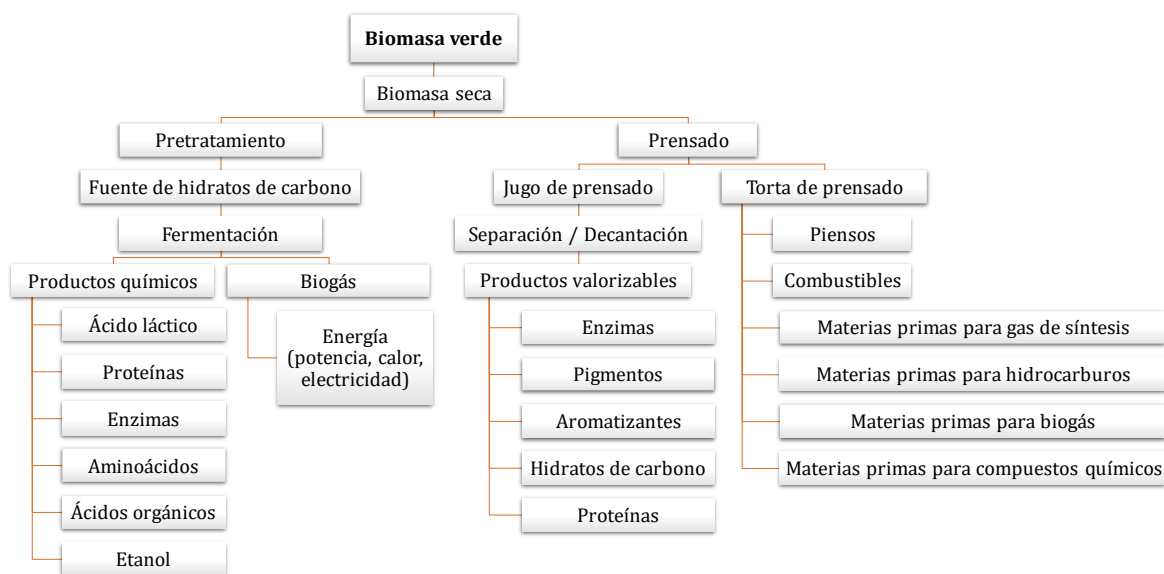 Biomasa verde
Biomasa seca
Pretratamiento
Prensado
Fuente de hidratos de carbono
Jugo de prensado
Torta de prensado
Fermentación
Separación / Decantación
Piensos
Productos químicos
Biogás
Productos valorizables
Combustibles
Ácido láctico
Energía
(potencia, calor,
electricidad)
Enzimas
Materias primas para gas de síntesis
Proteínas
Pigmentos
Materias primas para hidrocarburos
Enzimas
Aromatizantes
Materias primas para biogás
Aminoácidos
Hidratos de carbono
Materias primas para compuestos químicos
Ácidos orgánicos
Proteínas
Etanol